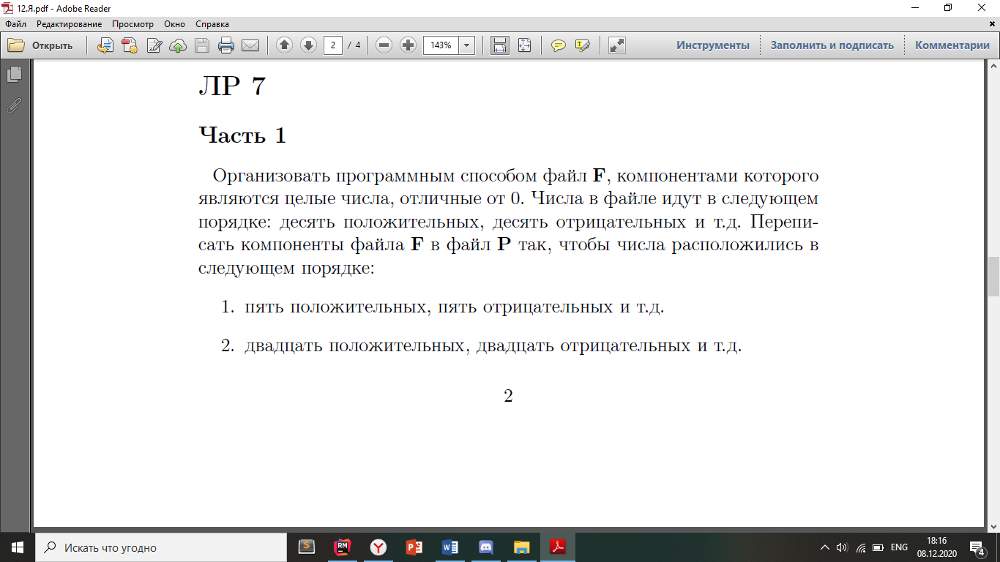 12.Я.pdf - Adobe Reader
Файл Редактирование Просмотр Окно Справка
Открыть 2 / 4 143% Инструменты Заполнить и подписать Комментарии
ЛР 7
Часть 1
Организовать программным способом файл F, компонентами которого
являются целые числа, отличные от 0. Числа в файле идут в следующем
порядке: десять положительных, десять отрицательных и т.д. Перепи-
сать компоненты файла F в файл P так, чтобы числа расположились в
следующем порядке:
1. пять положительных, пять отрицательных и т.д.
2. двадцать положительных, двадцать отрицательных и т.д.
2
Искать что угодно
ENG
18:16
08.12.2020
4